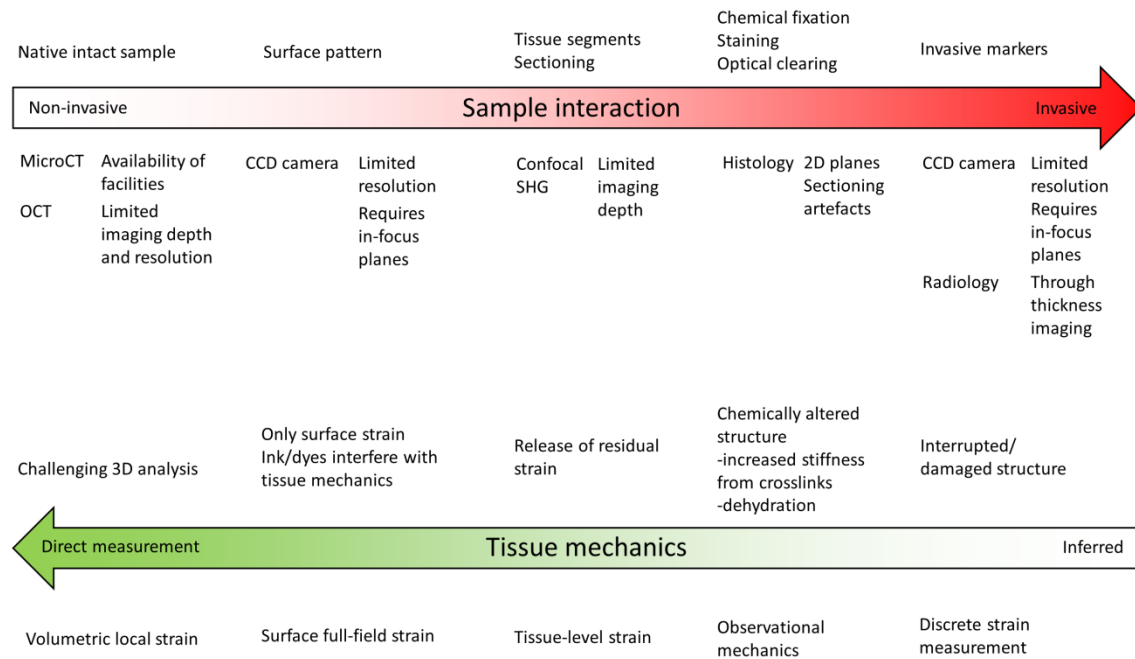 Native intact sample
Surface pattern
Tissue segments
Sectioning
Chemical fixation
Staining
Optical clearing
Invasive markers
Non-invasive
Sample interaction
Invasive
MicroCT
Availability of
facilities
OCT
Limited
imaging depth
and resolution
CCD camera
Limited
resolution
Requires
in-focus
planes
Confocal
SHG
Limited
imaging
depth
Histology
2D planes
Sectioning
artefacts
CCD camera
Limited
resolution
Requires
in-focus
planes
Radiology
Through
thickness
imaging
Challenging 3D analysis
Only surface strain
Ink/dyes interfere with
tissue mechanics
Release of residual
strain
Chemically altered
structure
-increased stiffness
from crosslinks
-dehydration
Interrupted/
damaged structure
Direct measurement
Tissue mechanics
Inferred
Volumetric local strain
Surface full-field strain
Tissue-level strain
Observational
mechanics
Discrete strain
measurement